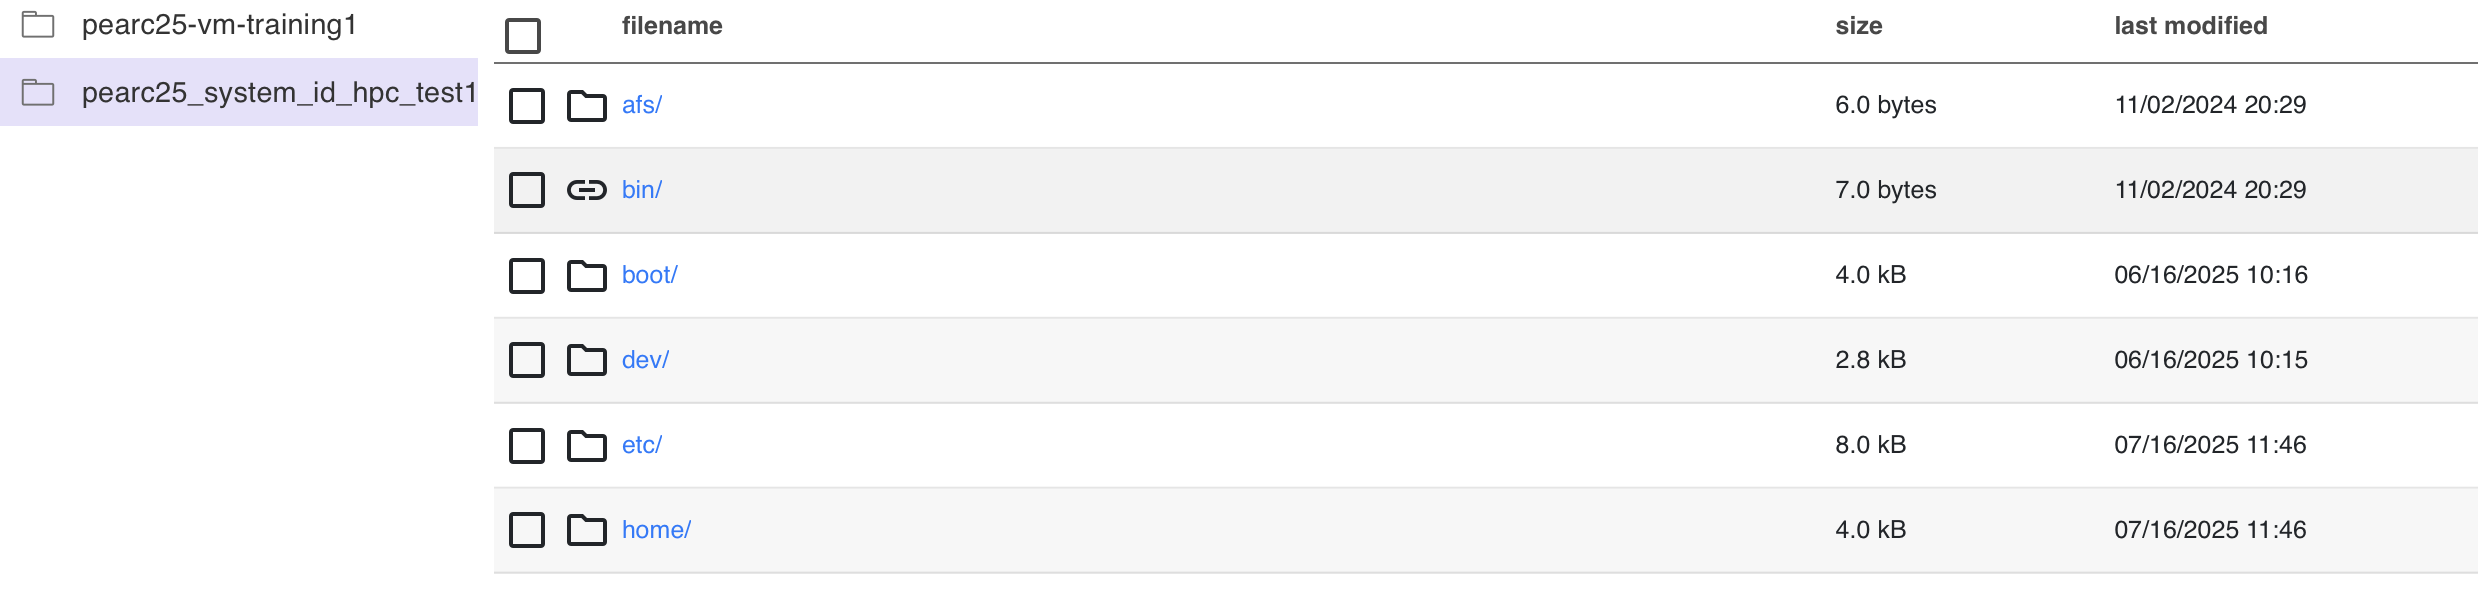 pearc25-vm-training1
pearc25_system_id_hpc_test1
filename size last modified
afs/ 6.0 bytes 11/02/2024 20:29
bin/ 7.0 bytes 11/02/2024 20:29
boot/ 4.0 kB 06/16/2025 10:16
dev/ 2.8 kB 06/16/2025 10:15
etc/ 8.0 kB 07/16/2025 11:46
home/ 4.0 kB 07/16/2025 11:46